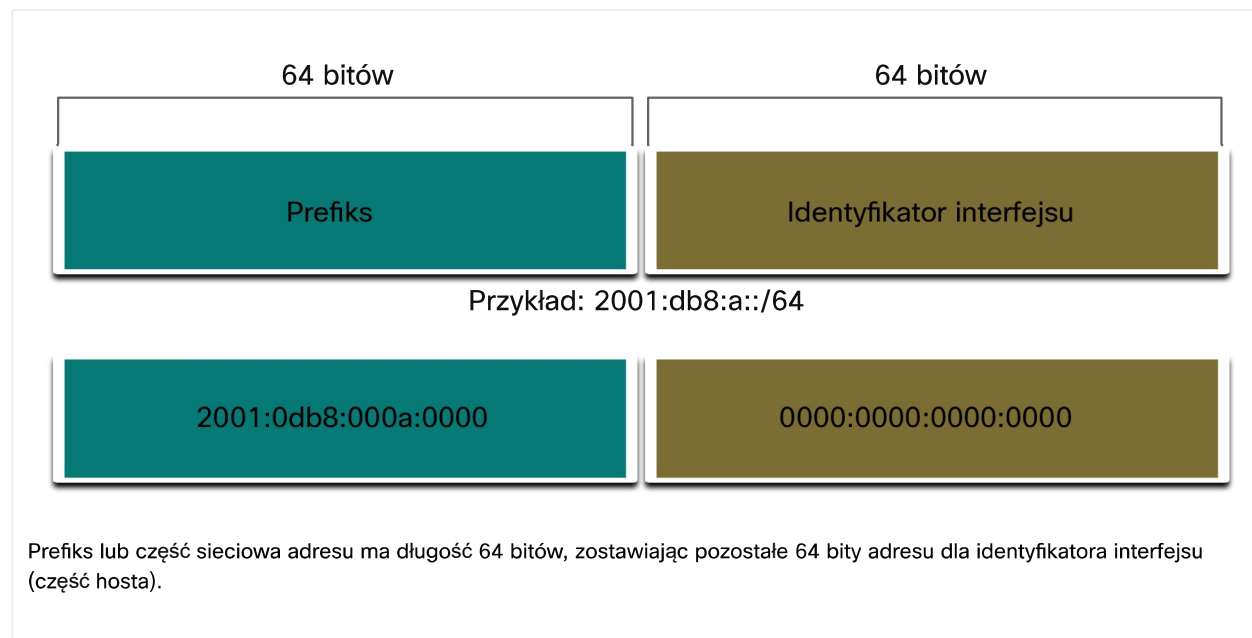 64 bitów
64 bitów
Prefiks
Identyfikator interfejsu
Przykład: 2001:db8:a::/64
2001:0db8:000a:0000
0000:0000:0000:0000
Prefiks lub część sieciowa adresu ma długość 64 bitów, zostawiając pozostałe 64 bity adresu dla identyfikatora interfejsu
(część hosta).